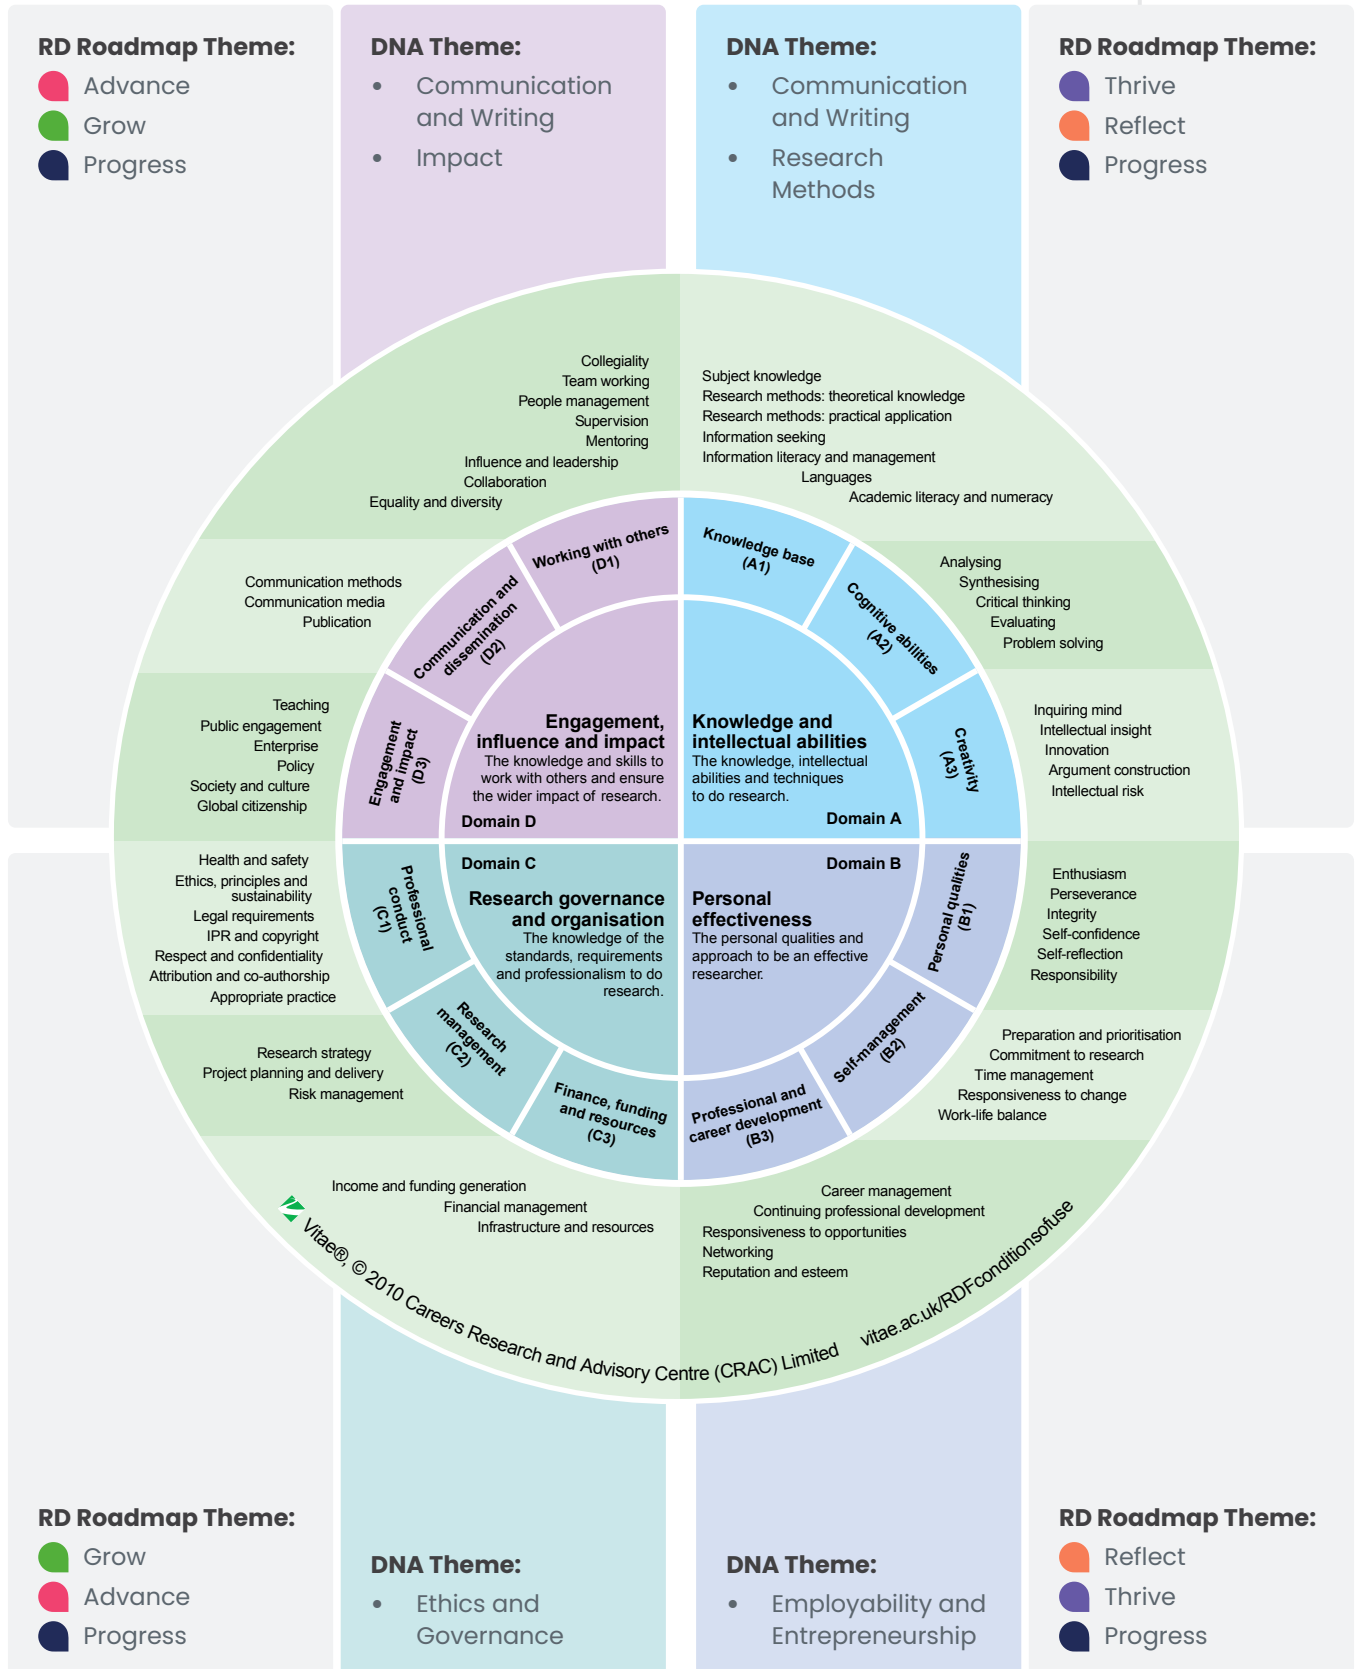 RD Roadmap Theme:
Advance
Grow
Progress
DNA Theme:
• Communication
and Writing
• Impact
DNA Theme:
• Communication
and Writing
• Research
Methods
RD Roadmap Theme:
Thrive
Reflect
Progress
Collegiality
Team working
People management
Supervision
Mentoring
Influence and leadership
Collaboration
Equality and diversity
Subject knowledge
Research methods: theoretical knowledge
Research methods: practical application
Information seeking
Information literacy and management
Languages
Academic literacy and numeracy
Working with others
(D1)
Knowledge base
(A1)
Communication methods
Communication media
Publication
Communication and
dissemination
(D2)
Cognitive abilities
(A2)
Analysing
Synthesising
Critical thinking
Evaluating
Problem solving
Teaching
Public engagement
Enterprise
Policy
Society and culture
Global citizenship
Engagement
and impact
(D3)
Engagement,
influence and impact
The knowledge and skills to
work with others and ensure
the wider impact of research.
Domain D
Knowledge and
intellectual abilities
The knowledge, intellectual
abilities and techniques
to do research.
Domain A
Creativity
(A3)
Inquiring mind
Intellectual insight
Innovation
Argument construction
Intellectual risk
Health and safety
Ethics, principles and
sustainability
Legal requirements
IPR and copyright
Respect and confidentiality
Attribution and co-authorship
Appropriate practice
Professional
conduct
(C1)
Domain C
Research governance
and organisation
The knowledge of the
standards, requirements
and professionalism to do
research.
Domain B
Personal
effectiveness
The personal qualities and
approach to be an effective
researcher.
Personal qualities
(B1)
Enthusiasm
Perseverance
Integrity
Self-confidence
Self-reflection
Responsibility
Research strategy
Project planning and delivery
Risk management
Research
management
(C2)
Self-management
(B2)
Preparation and prioritisation
Commitment to research
Time management
Responsiveness to change
Work-life balance
Finance, funding
and resources
(C3)
Professional and
career development
(B3)
Income and funding generation
Financial management
Infrastructure and resources
Career management
Continuing professional development
Responsiveness to opportunities
Networking
Reputation and esteem
Vitae®, © 2010 Careers Research and Advisory Centre (CRAC) Limited vitae.ac.uk/RDFconditionsofuse
RD Roadmap Theme:
Grow
Advance
Progress
DNA Theme:
• Ethics and
Governance
DNA Theme:
• Employability and
Entrepreneurship
RD Roadmap Theme:
Reflect
Thrive
Progress